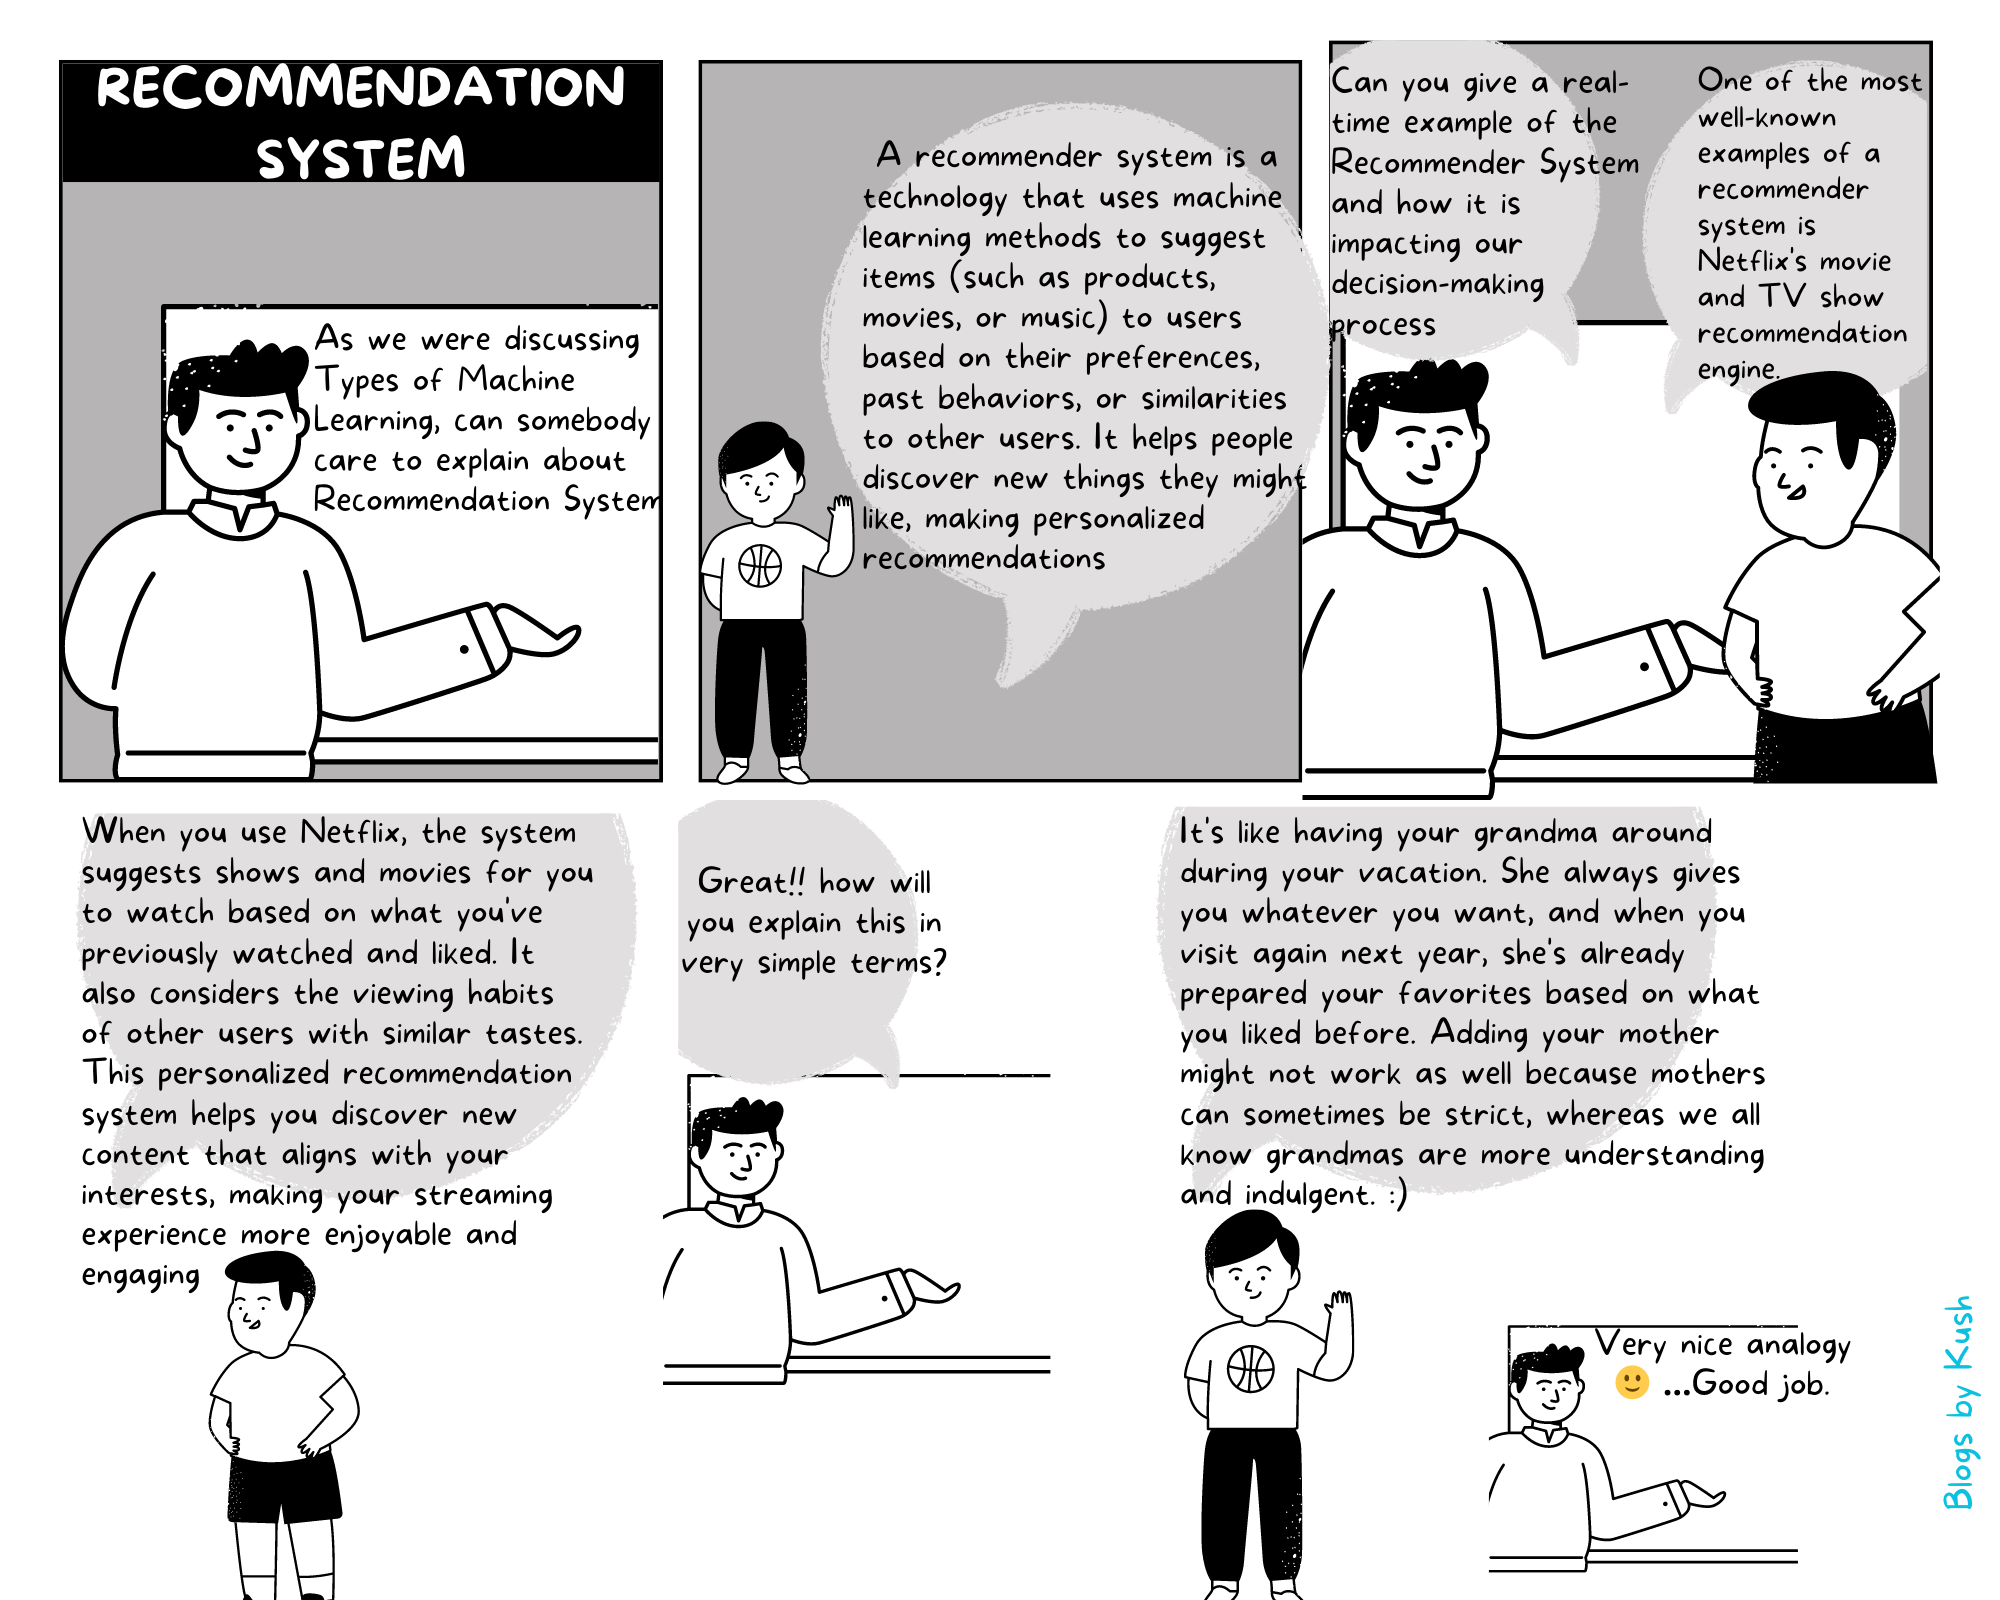 RECOMMENDATION
SYSTEM
As we were discussing
Types of Machine
Learning, can somebody
care to explain about
Recommendation System
A recommender system is a
technology that uses machine
learning methods to suggest
items (such as products,
movies, or music) to users
based on their preferences,
past behaviors, or similarities
to other users. It helps people
discover new things they might
like, making personalized
recommendations
Can you give a real-
time example of the
Recommender System
and how it is
impacting our
decision-making
process
One of the most
well-known
examples of a
recommender
system is
Netflix's movie
and TV show
recommendation
engine.
When you use Netflix, the system
suggests shows and movies for you
to watch based on what you've
previously watched and liked. It
also considers the viewing habits
of other users with similar tastes.
This personalized recommendation
system helps you discover new
content that aligns with your
interests, making your streaming
experience more enjoyable and
engaging
Great!! how will
you explain this in
very simple terms?
It's like having your grandma around
during your vacation. She always gives
you whatever you want, and when you
visit again next year, she's already
prepared your favorites based on what
you liked before. Adding your mother
might not work as well because mothers
can sometimes be strict, whereas we all
know grandmas are more understanding
and indulgent. :)
Very nice analogy
🙂 ...Good job.
Blogs by Kush